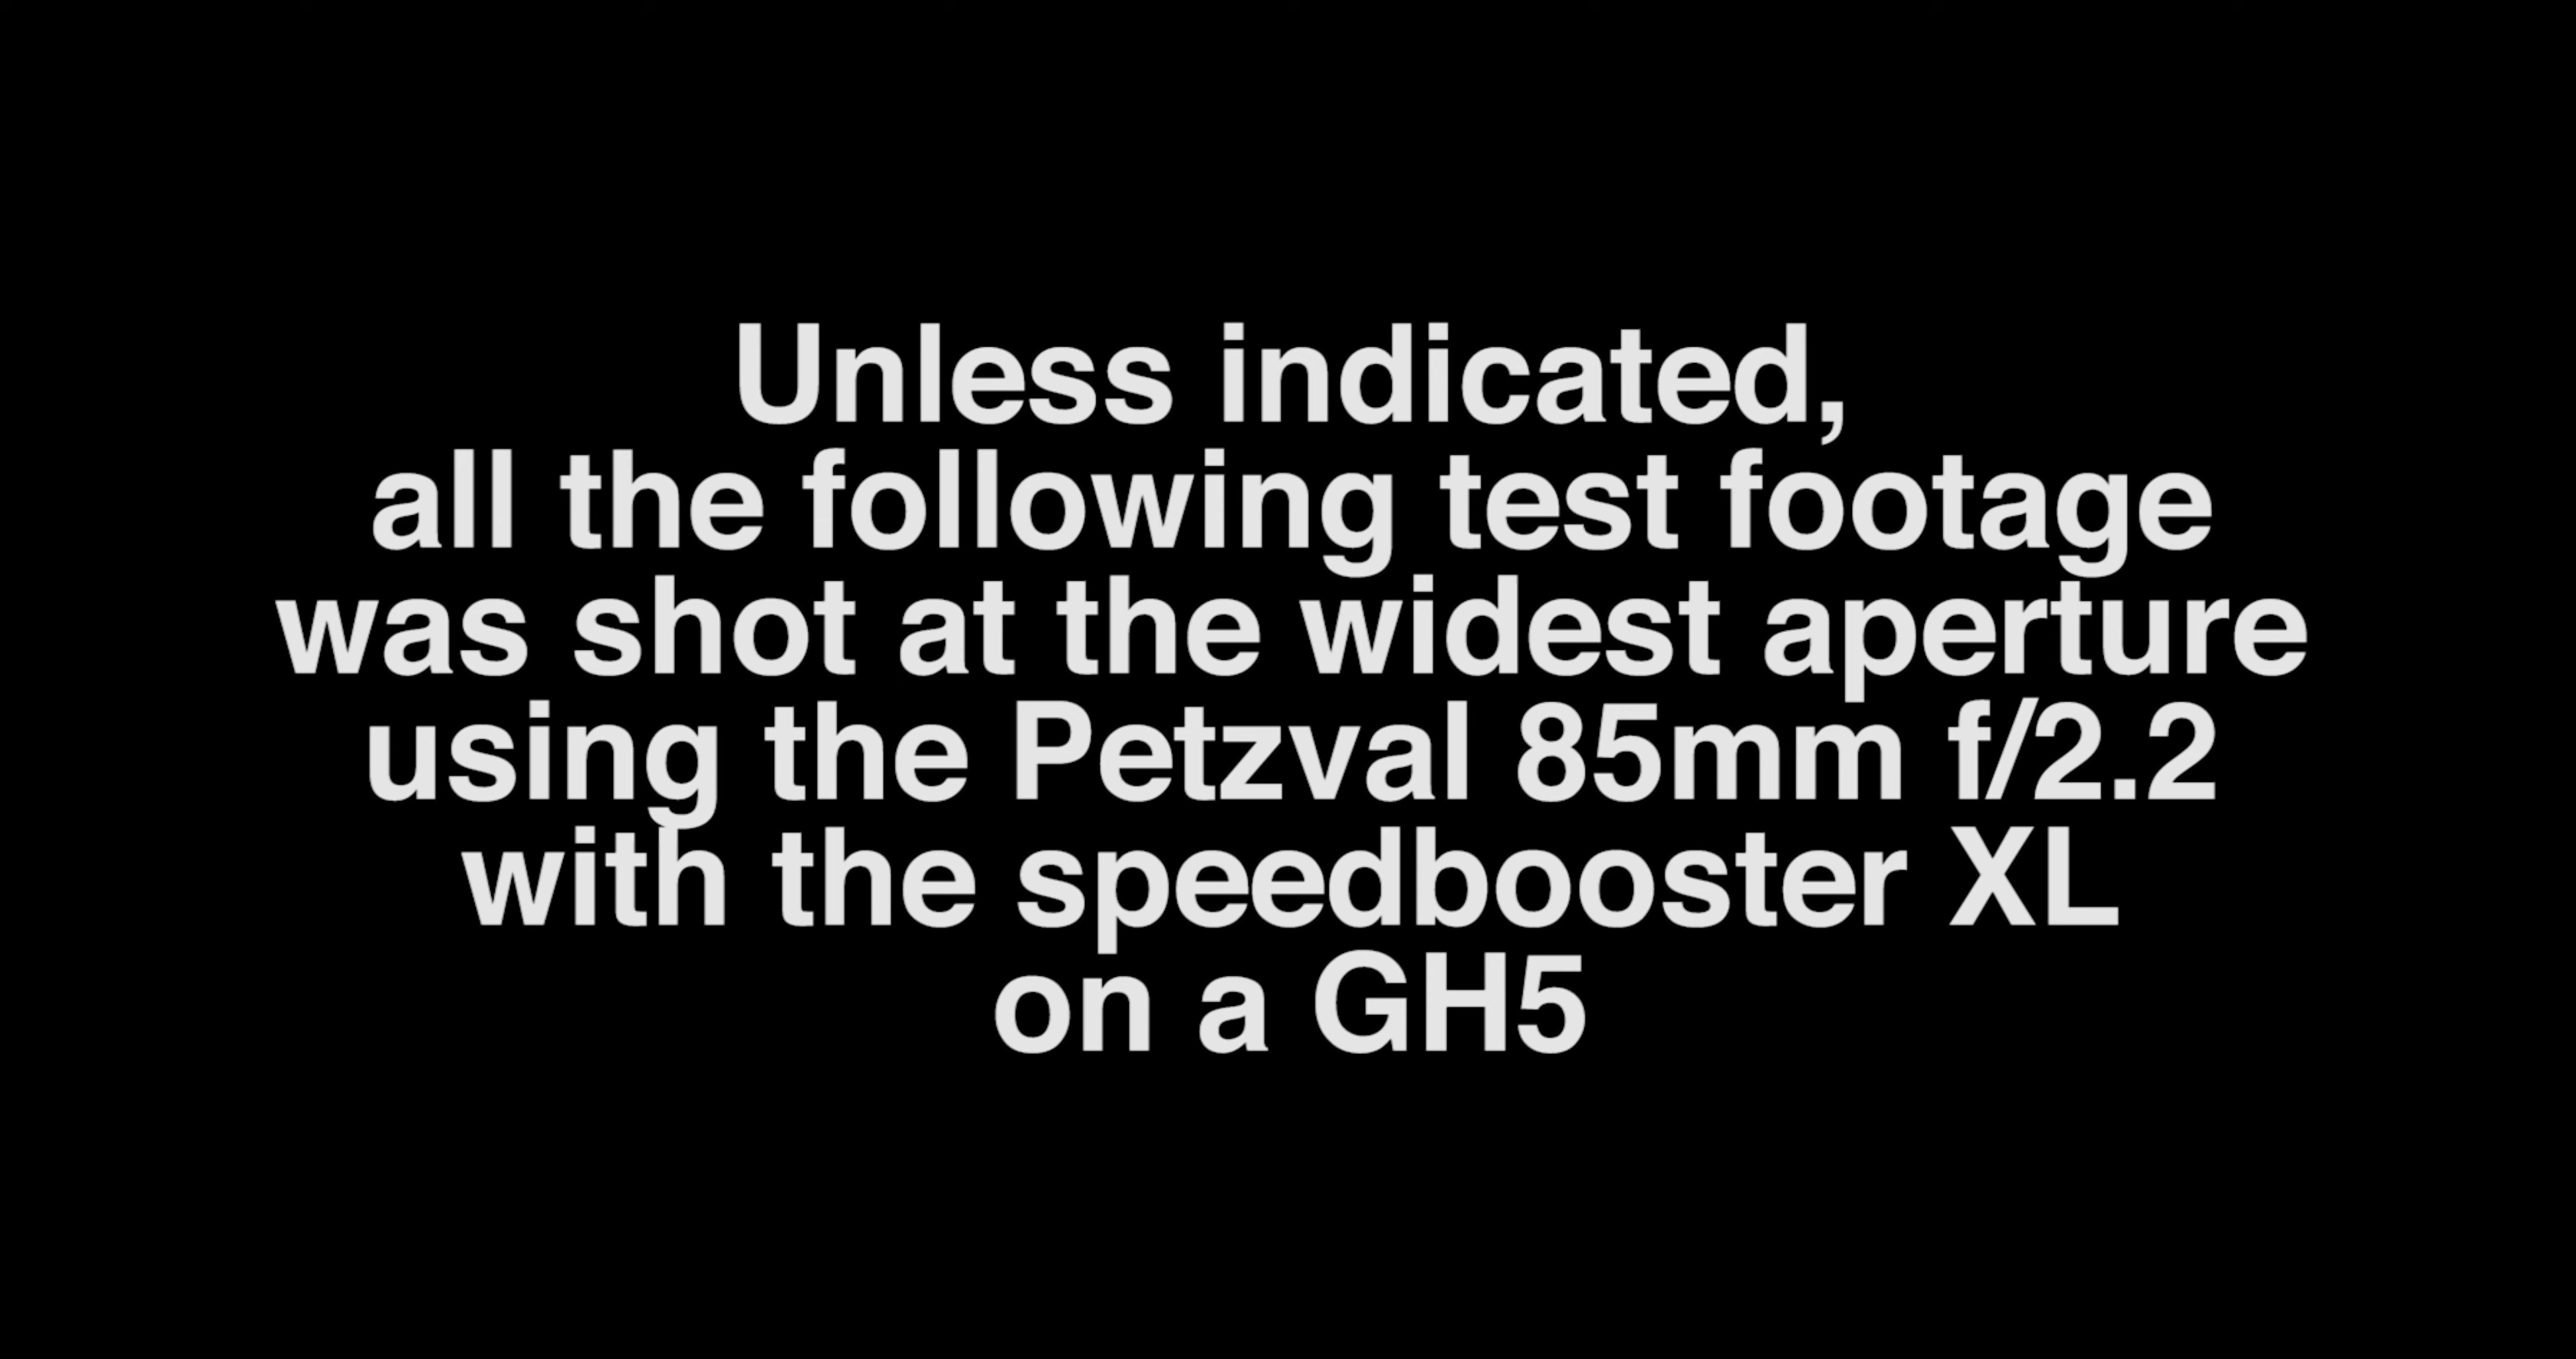 Unless indicated,
all the following test footage
was shot at the widest aperture
using the Petzval 85mm f/2.2
with the speedbooster XL
on a GH5